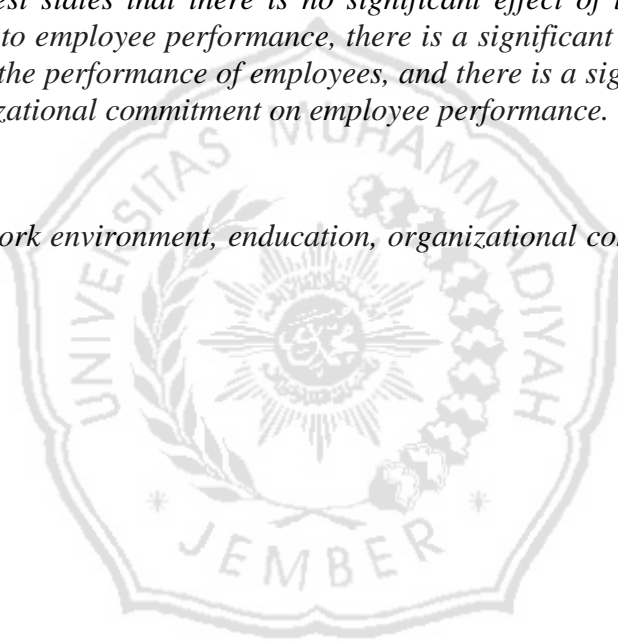 est states that there is no significant effect of
to employee performance, there is a significant
the performance of employees, and there is a sig
zational commitment on employee performance.
ork environment, enducation, organizational co
UNIVERSITAS MUHAMMADIYAH
JEMBER